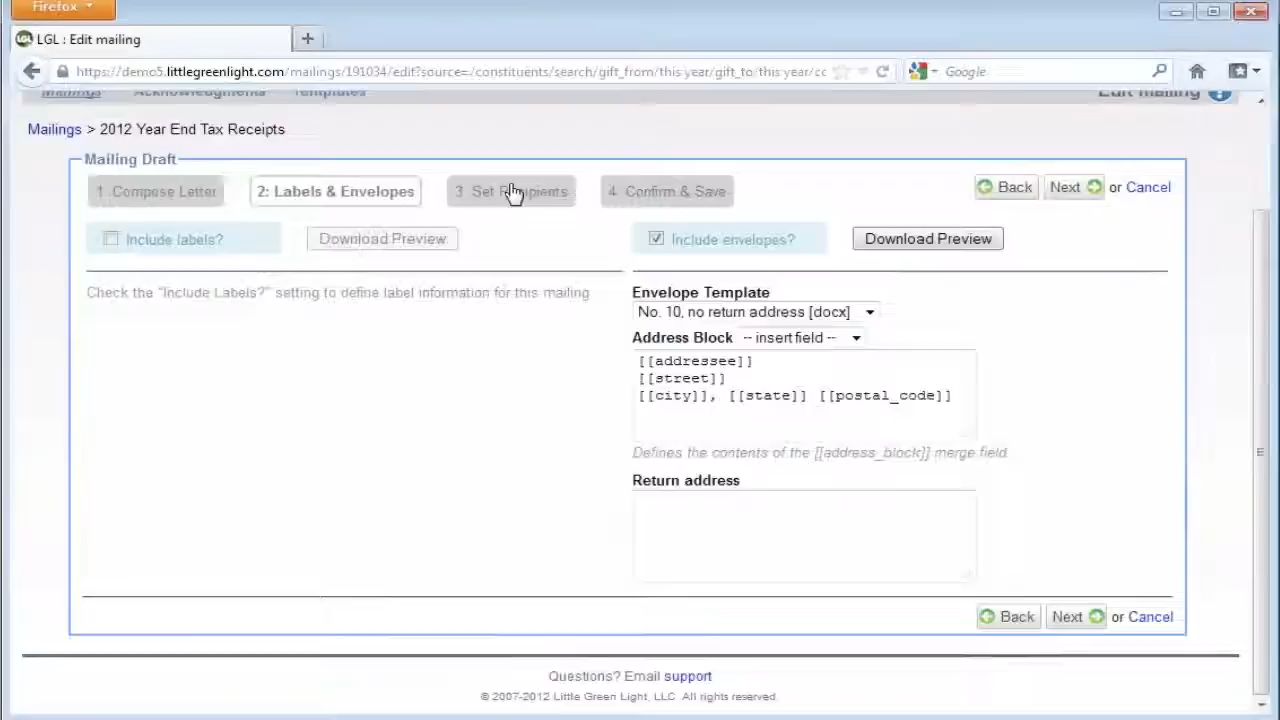 Firefox
LGL : Edit mailing
https://demo5.littlegreenlight.com/mailings/191034/edit?source=/constituents/search/gift_from/this year/gift_to/this year/cc
Google
Mailings Acknowledgments Templates Edit mailing
Mailings > 2012 Year End Tax Receipts
Mailing Draft
1 Compose Letter 2: Labels & Envelopes 3 Set Recipients 4 Confirm & Save Back Next or Cancel
Include labels? Download Preview Include envelopes? Download Preview
Check the "Include Labels?" setting to define label information for this mailing
Envelope Template
No. 10, no return address [docx]
Address Block -- insert field --
[[addressee]]
[[street]]
[[city]], [[state]] [[postal_code]]
Defines the contents of the [[address_block]] merge field.
Return address
Back Next or Cancel
Questions? Email support
© 2007-2012 Little Green Light, LLC. All rights reserved.